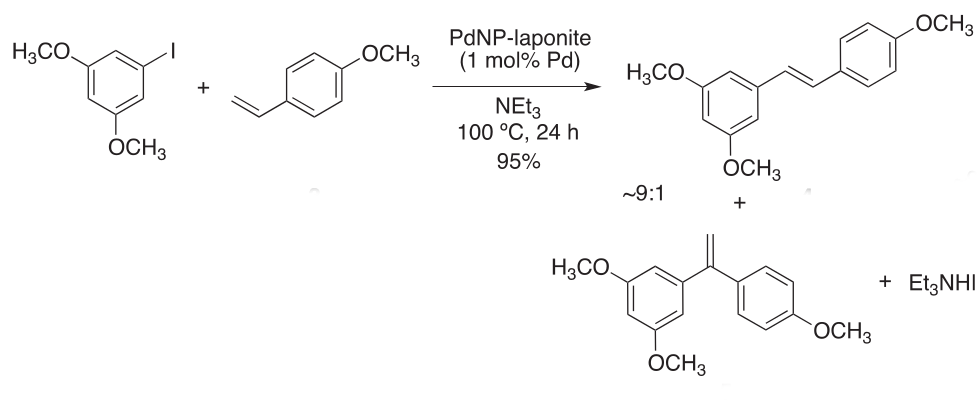 H₃CO
I
OCH₃
+
OCH₃
PdNP-laponite
(1 mol% Pd)
NEt₃
100 ºC, 24 h
95%
H₃CO
OCH₃
OCH₃
~9:1
+
H₃CO
OCH₃
OCH₃
+ Et₃NHI